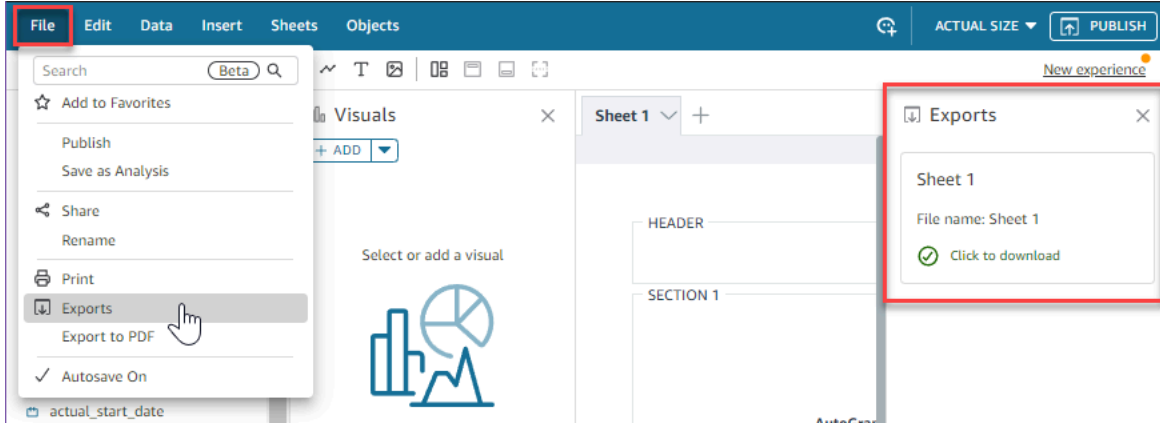 File Edit Data Insert Sheets Objects ACTUAL SIZE PUBLISH
Search Beta
New experience
Add to Favorites
Publish
Save as Analysis
Share
Rename
Print
Exports
Export to PDF
Autosave On
actual_start_date
Visuals
+ ADD
Select or add a visual
Sheet 1
HEADER
SECTION 1
Exports
Sheet 1
File name: Sheet 1
Click to download